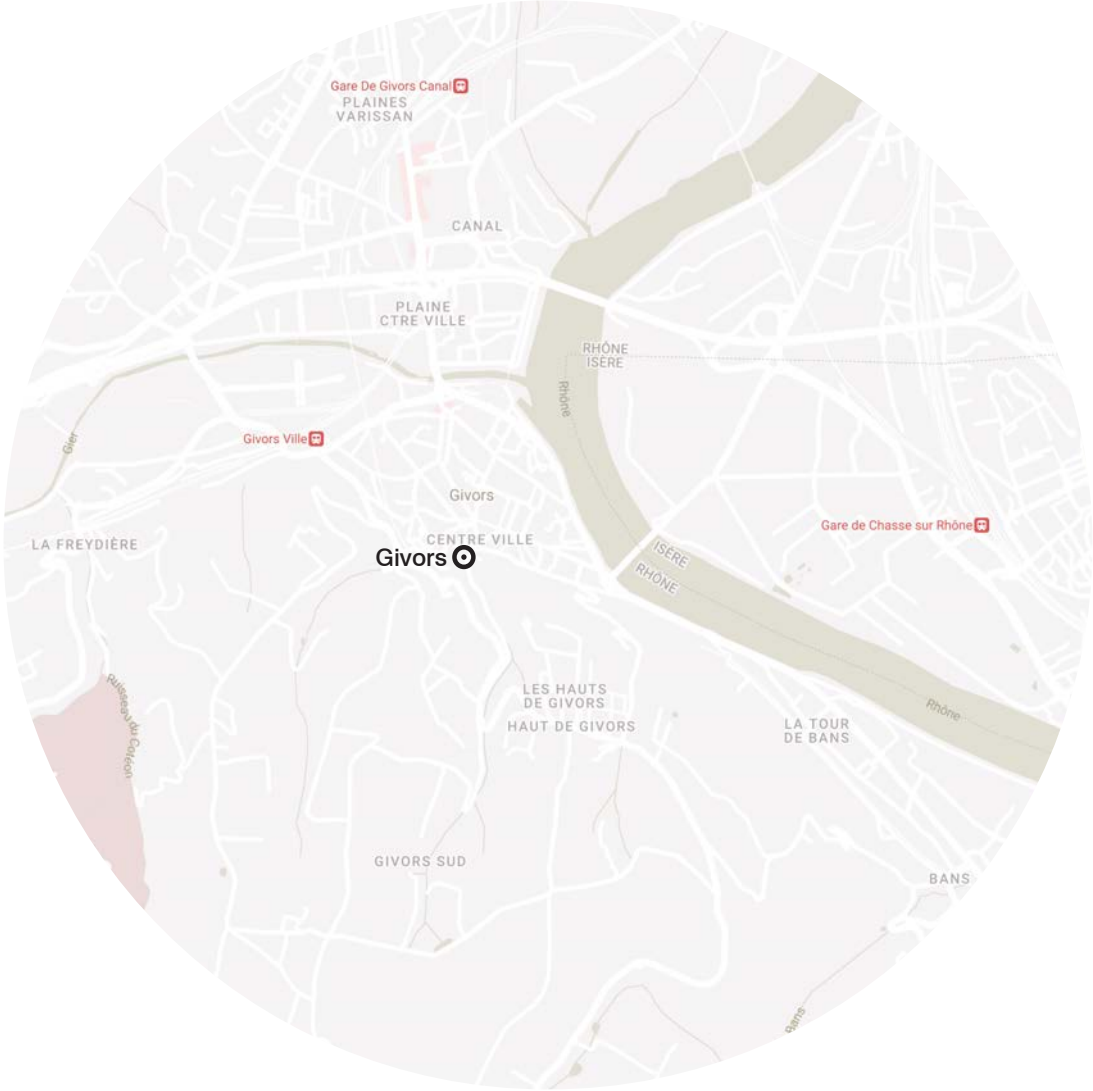 Gare De Givors Canal
PLAINES
VARISSAN
CANAL
PLAINE
CTRE VILLE
RHÔNE
ISÈRE
Rhône
Gier
Givors Ville
Givors
CENTRE VILLE
Givors
LA FREYDIÈRE
Gare de Chasse sur Rhône
ISÈRE
RHÔNE
Ruisseau du Cotéon
LES HAUTS
DE GIVORS
HAUT DE GIVORS
LA TOUR
DE BANS
Rhône
GIVORS SUD
BANS
Bans